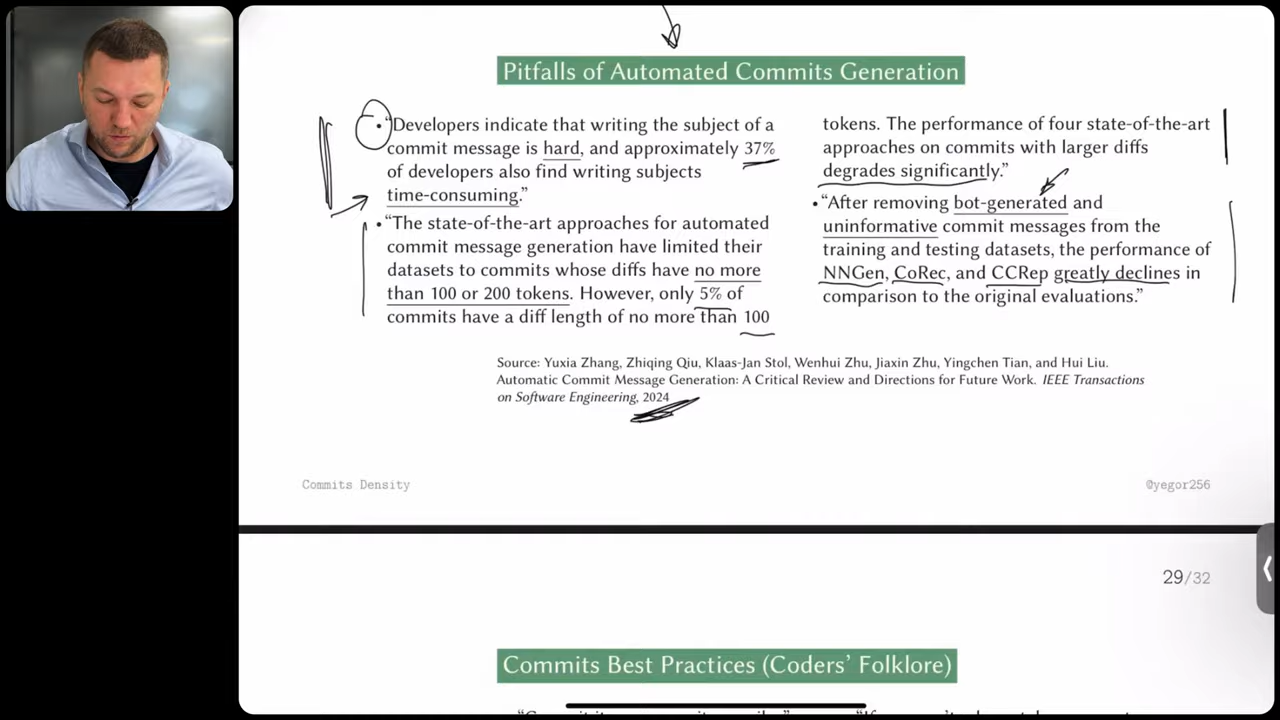 Pitfalls of Automated Commits Generation
• “Developers indicate that writing the subject of a
commit message is hard, and approximately 37%
of developers also find writing subjects
time-consuming.”
• “The state-of-the-art approaches for automated
commit message generation have limited their
datasets to commits whose diffs have no more
than 100 or 200 tokens. However, only 5% of
commits have a diff length of no more than 100
tokens. The performance of four state-of-the-art
approaches on commits with larger diffs
degrades significantly.”
• “After removing bot-generated and
uninformative commit messages from the
training and testing datasets, the performance of
NNGen, CoRec, and CCRep greatly declines in
comparison to the original evaluations.”
Source: Yuxia Zhang, Zhiqing Qiu, Klaas-Jan Stol, Wenhui Zhu, Jiaxin Zhu, Yingchen Tian, and Hui Liu.
Automatic Commit Message Generation: A Critical Review and Directions for Future Work. IEEE Transactions
on Software Engineering, 2024
Commits Density
@yegor256
29/32
Commits Best Practices (Coders’ Folklore)